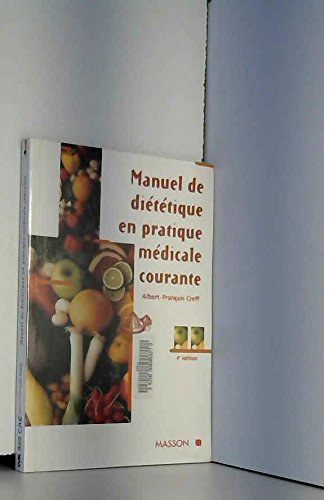 Manuel de
diététique
en pratique
médicale
courante
Albert-François Creff
4e édition
MASSON